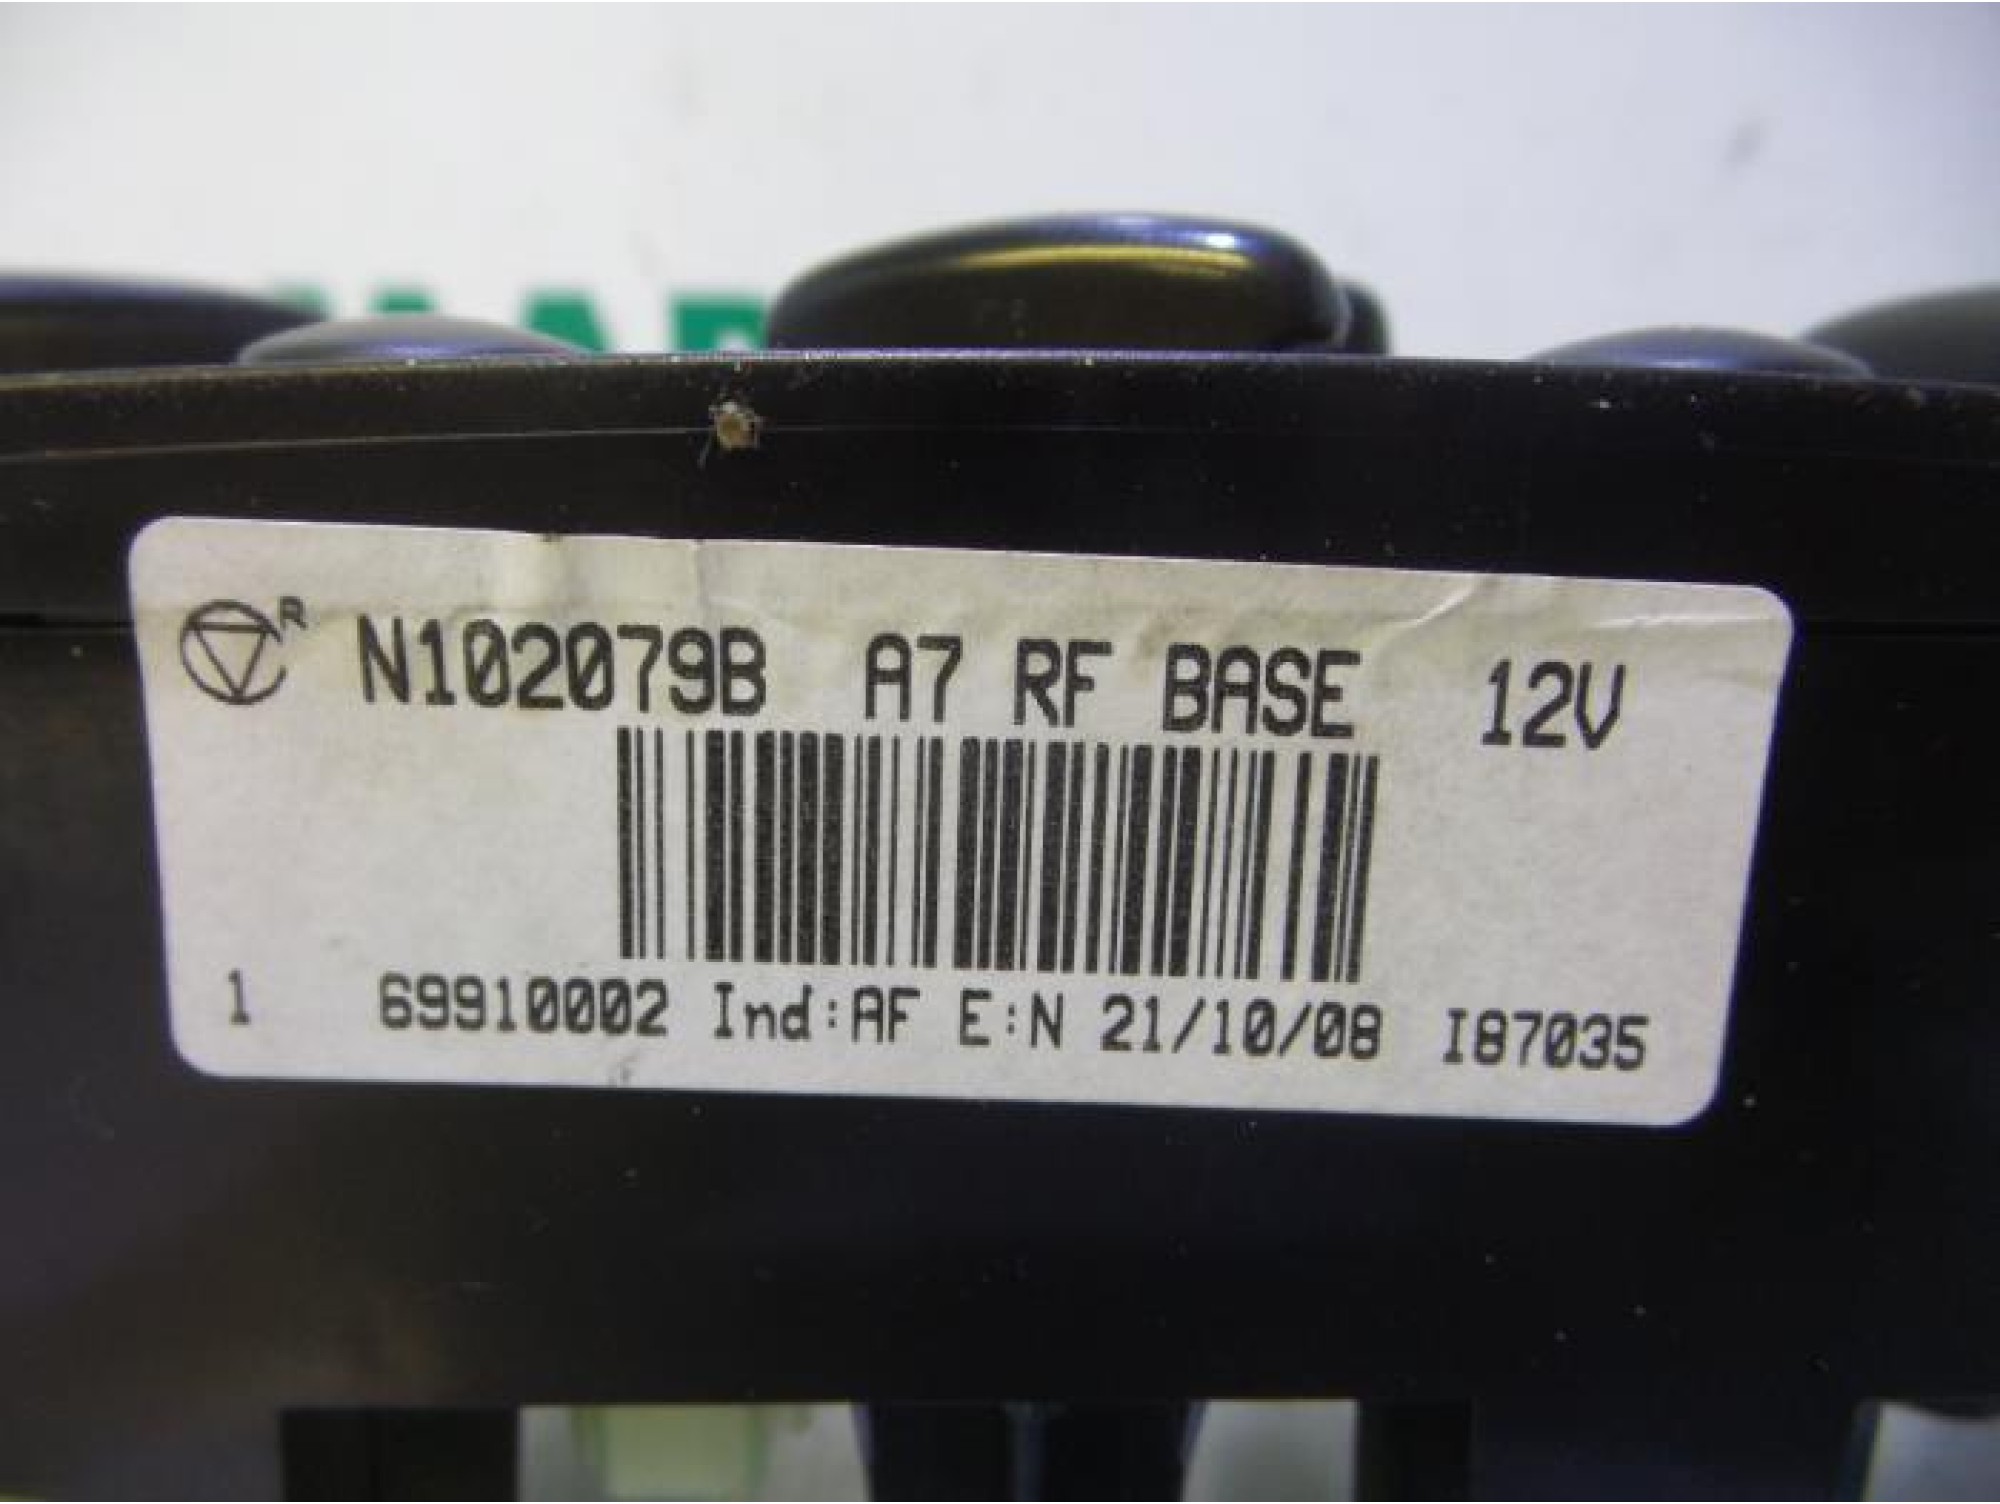 R N102079B A7 RF BASE 12V
1 69910002 Ind:AF E:N 21/10/08 I87035